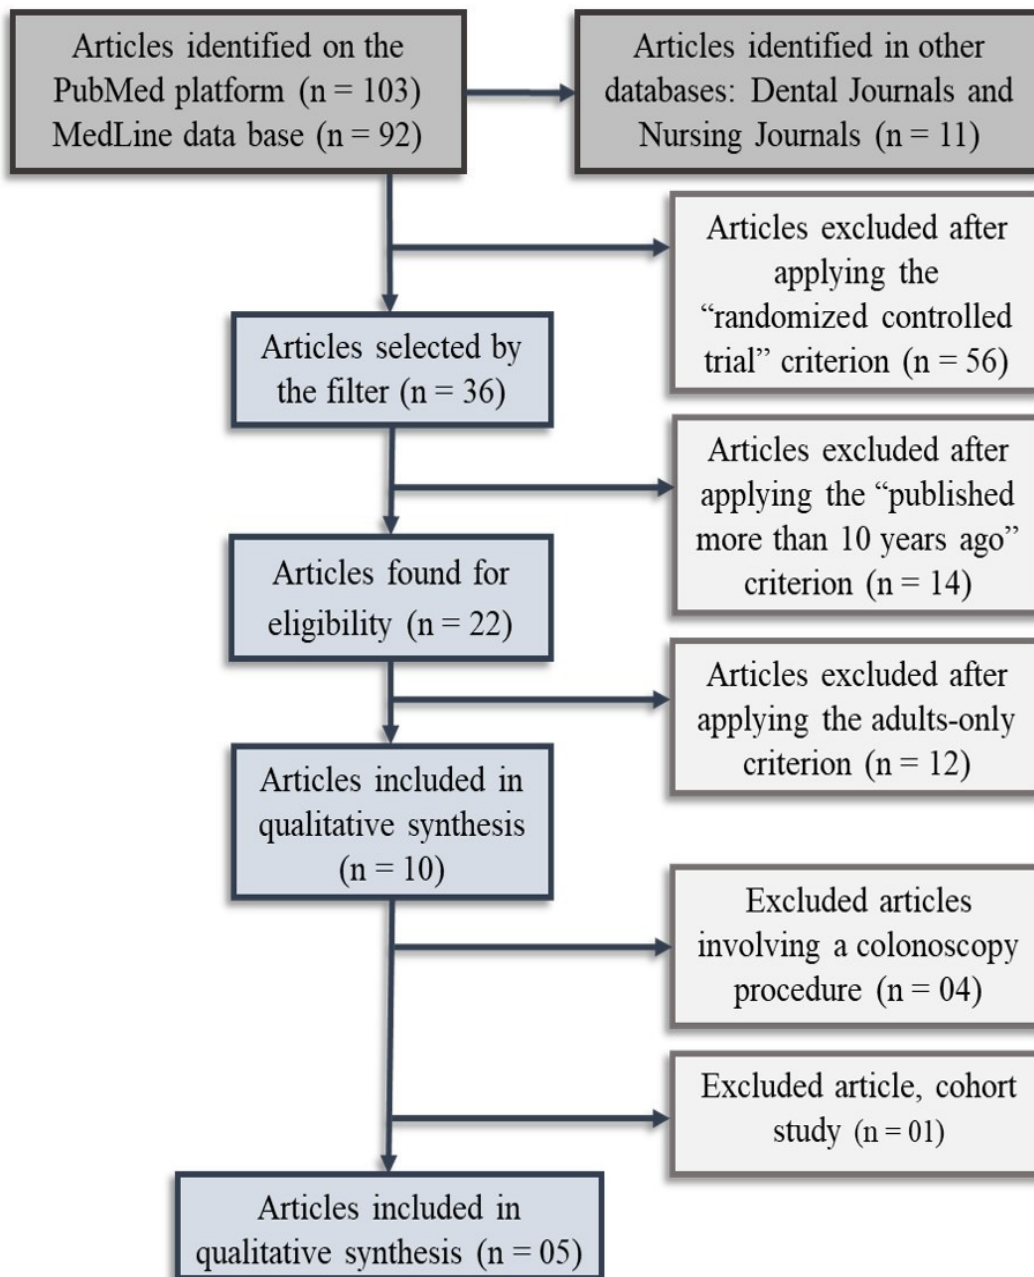 Articles identified on the
PubMed platform (n = 103)
MedLine data base (n = 92)
Articles identified in other
databases: Dental Journals and
Nursing Journals (n = 11)
Articles excluded after
applying the
“randomized controlled
trial” criterion (n = 56)
Articles selected by
the filter (n = 36)
Articles excluded after
applying the “published
more than 10 years ago”
criterion (n = 14)
Articles found for
eligibility (n = 22)
Articles excluded after
applying the adults-only
criterion (n = 12)
Articles included in
qualitative synthesis
(n = 10)
Excluded articles
involving a colonoscopy
procedure (n = 04)
Excluded article, cohort
study (n = 01)
Articles included in
qualitative synthesis (n = 05)